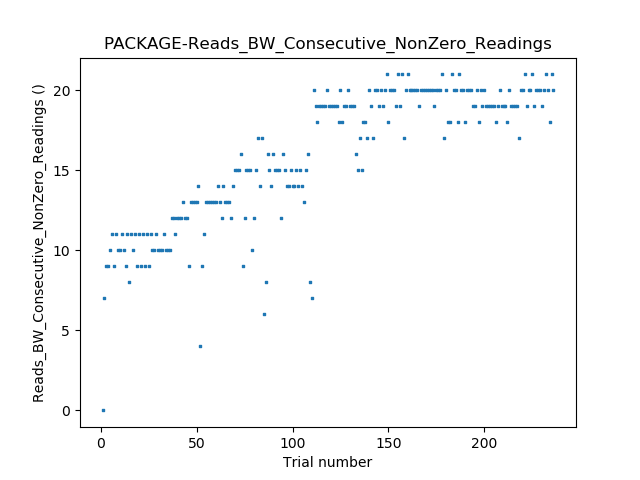 PACKAGE-Reads_BW_Consecutive_NonZero_Readings
Reads_BW_Consecutive_NonZero_Readings ()
20
15
10
5
0
0 50 100 150 200
Trial number